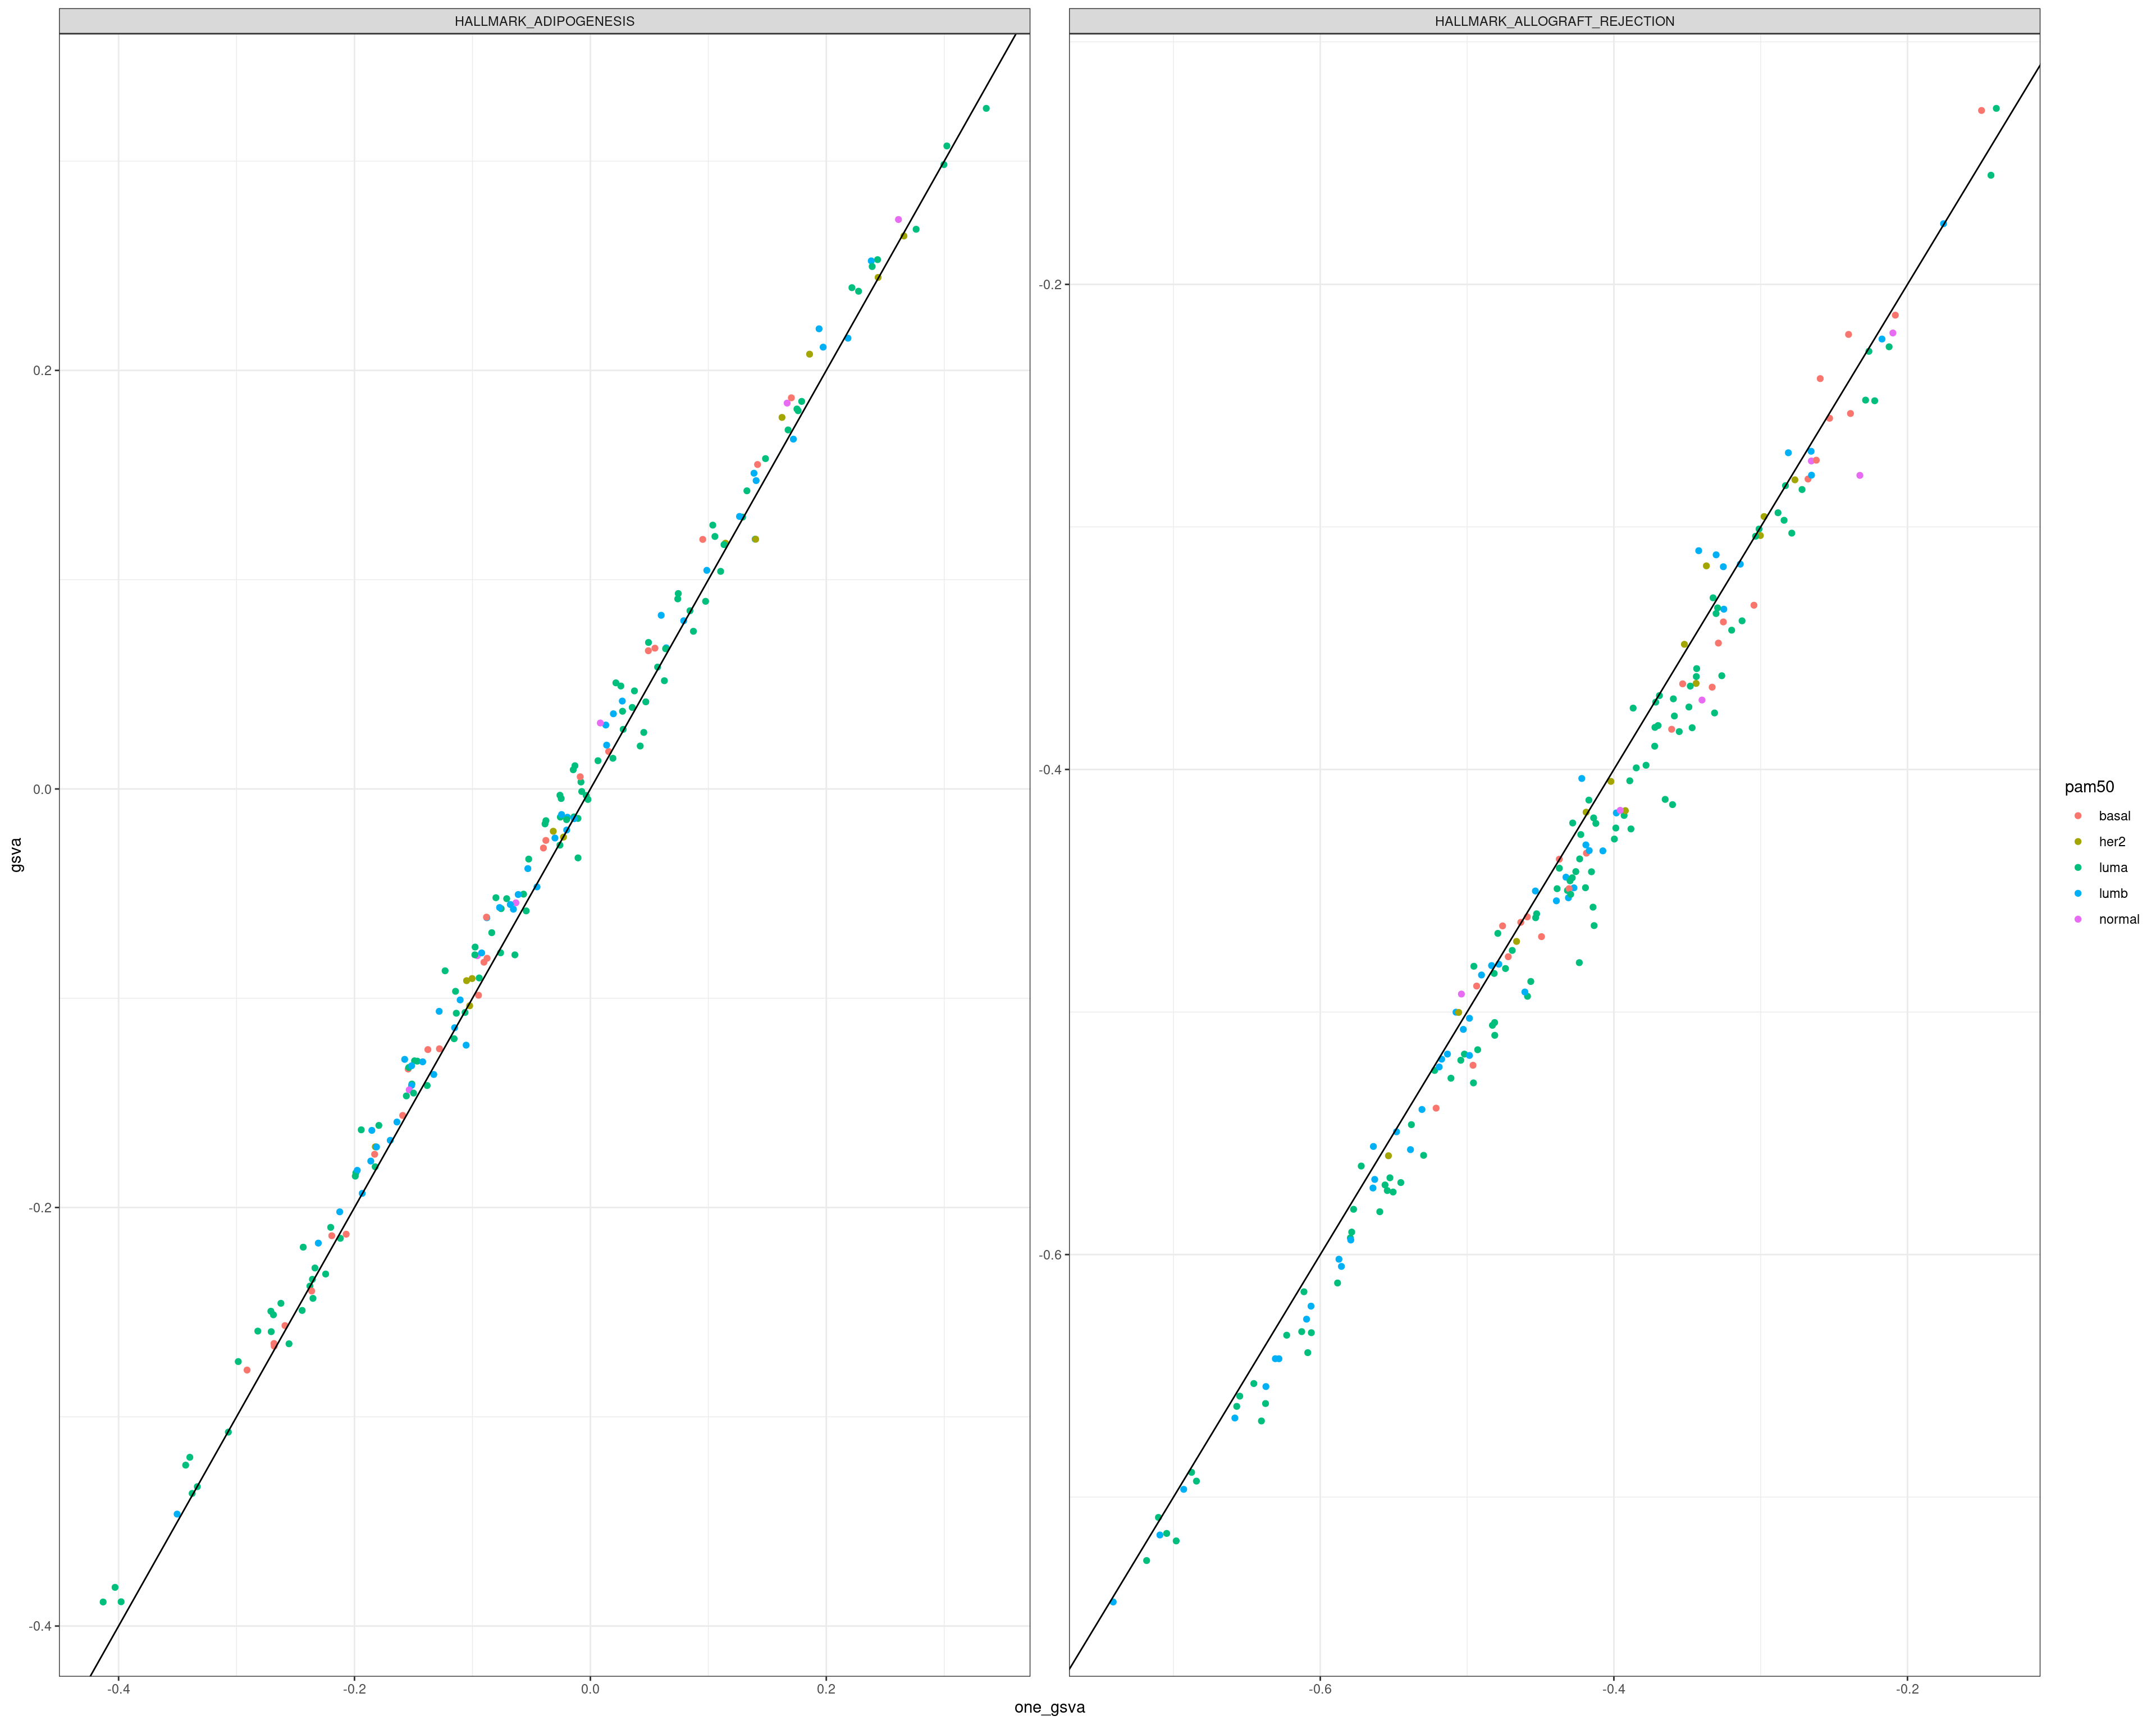 HALLMARK_ADIPOGENESIS
HALLMARK_ALLOGRAFT_REJECTION
gsva
0.2
0.0
-0.2
-0.4
-0.2
-0.4
-0.6
-0.4 -0.2 0.0 0.2
-0.6 -0.4 -0.2
one_gsva
pam50
basal
her2
luma
lumb
normal